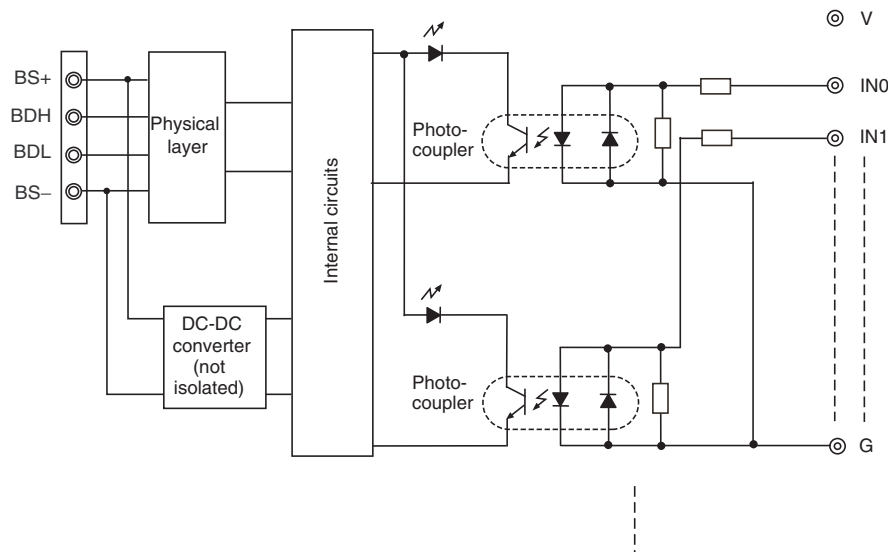 V
BS+
BDH
BDL
BS−
Physical
layer
Internal circuits
Photo-
coupler
IN0
IN1
DC-DC
converter
(not
isolated)
Photo-
coupler
G